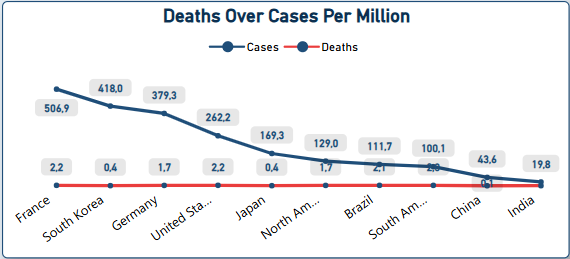 Deaths Over Cases Per Million
Cases Deaths
506,9 418,0 379,3 262,2 169,3 129,0 111,7 100,1 43,6 19,8
2,2 0,4 1,7 2,2 0,4 1,7 2,1 0,1
France South Korea Germany United Sta... Japan North Am... Brazil South Am... China India